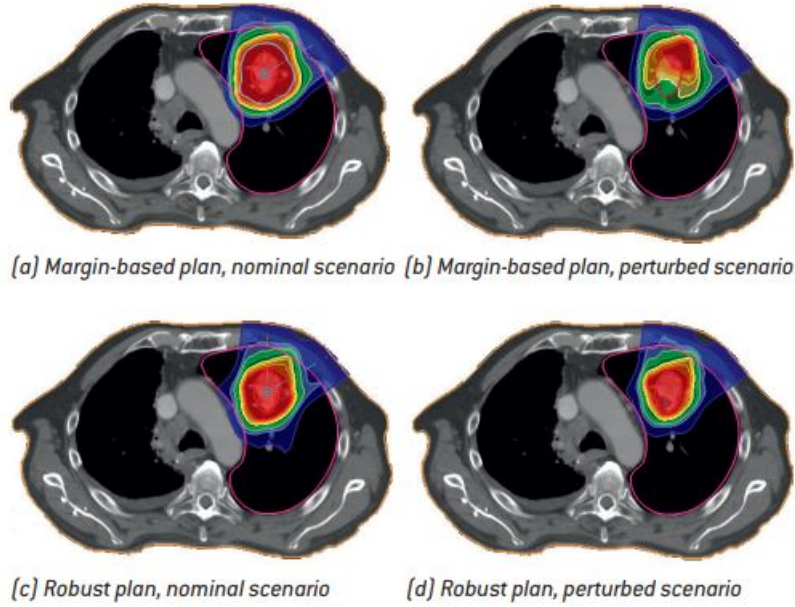 (a) Margin-based plan, nominal scenario
(b) Margin-based plan, perturbed scenario
(c) Robust plan, nominal scenario
(d) Robust plan, perturbed scenario